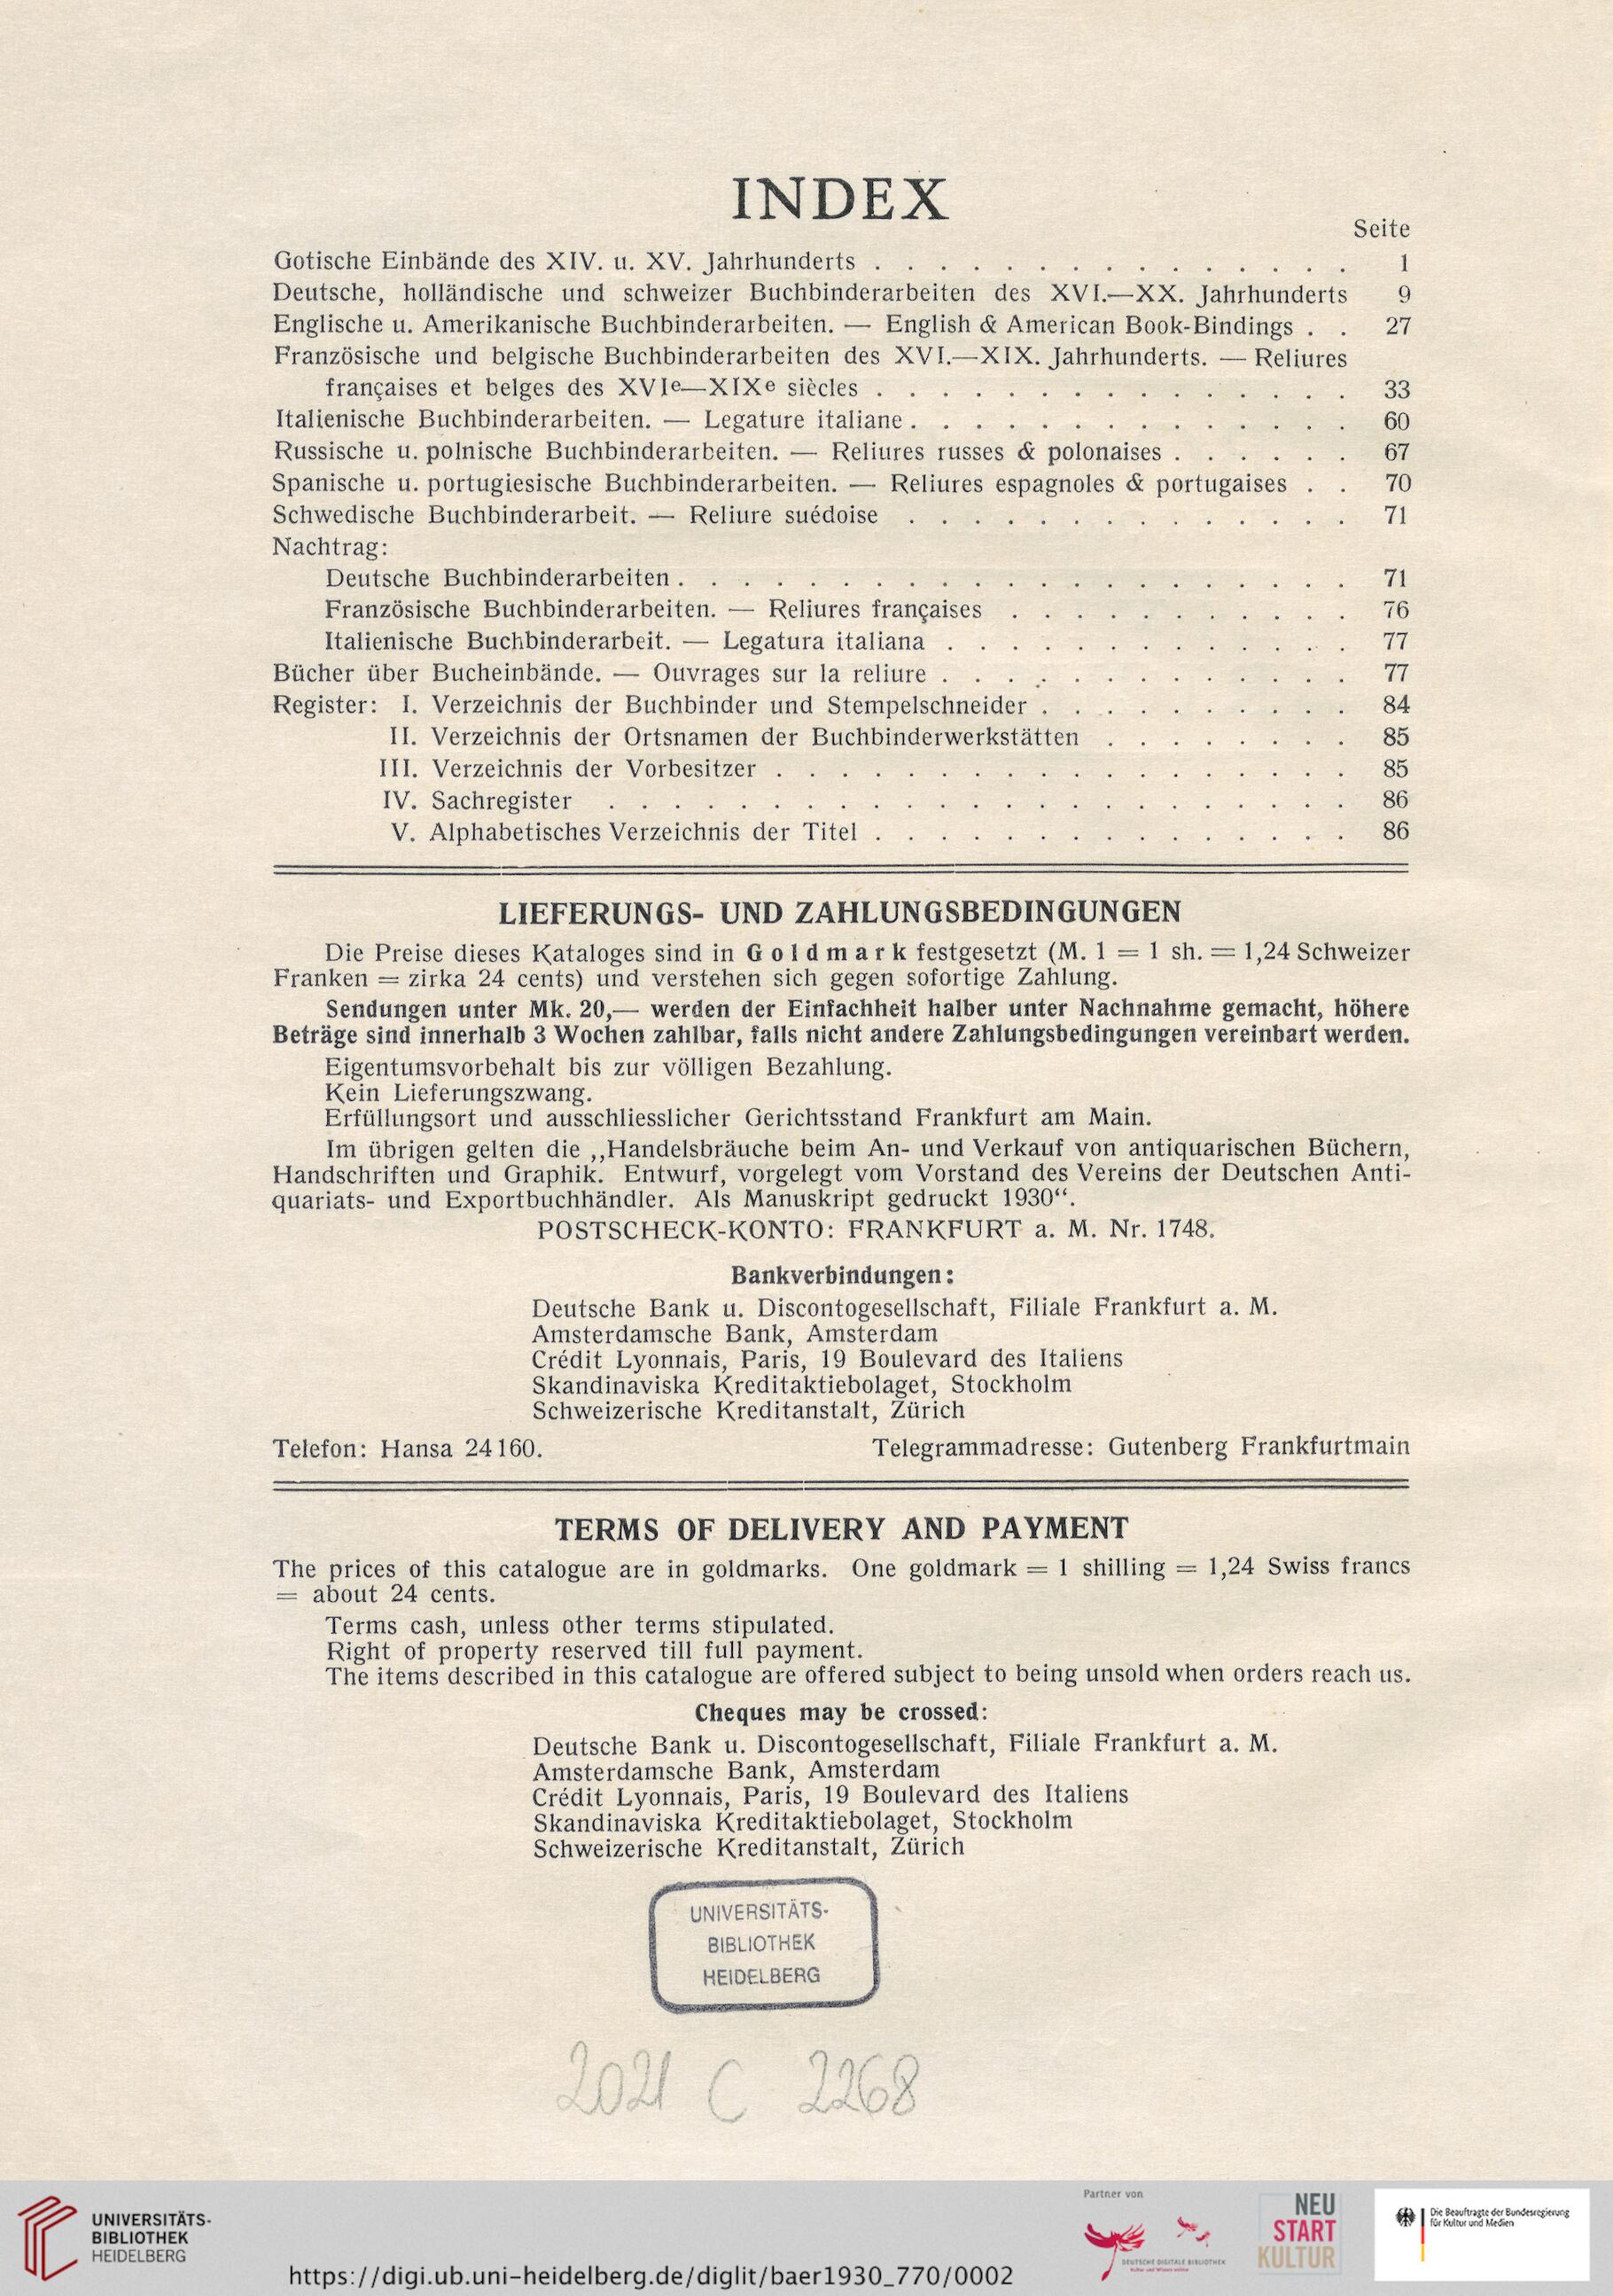 INDEX
Seite
Gotische Einbände des XIV. u. XV. Jahrhunderts . . . . . . . . . . . . . . . 1
Deutsche, holländische und schweizer Buchbinderarbeiten des XVI.—XX. Jahrhunderts 9
Englische u. Amerikanische Buchbinderarbeiten. — English & American Book-Bindings . . 27
Französische und belgische Buchbinderarbeiten des XVI.—XIX. Jahrhunderts. — Reliures
françaises et belges des XVIe—XIXe siècles . . . . . . . . . . . . . . . 33
Italienische Buchbinderarbeiten. — Legature italiane . . . . . . . . . . . . . . 60
Russische u. polnische Buchbinderarbeiten. — Reliures russes & polonaises . . . . . . 67
Spanische u. portugiesische Buchbinderarbeiten. — Reliures espagnoles & portugaises . . 70
Schwedische Buchbinderarbeit. — Reliure suédoise . . . . . . . . . . . . . . 71
Nachtrag:
Deutsche Buchbinderarbeiten . . . . . . . . . . . . . . . . . . . . . 71
Französische Buchbinderarbeiten. — Reliures françaises . . . . . . . . . . . 76
Italienische Buchbinderarbeit. — Legatura italiana . . . . . . . . . . . . . 77
Bücher über Bucheinbände. — Ouvrages sur la reliure . . . . . . . . . . . . . 77
Register: I. Verzeichnis der Buchbinder und Stempelschneider . . . . . . . . . . 84
II. Verzeichnis der Ortsnamen der Buchbinderwerkstätten . . . . . . . . 85
III. Verzeichnis der Vorbesitzer . . . . . . . . . . . . . . . . . . 85
IV. Sachregister . . . . . . . . . . . . . . . . . . . . . . . 86
V. Alphabetisches Verzeichnis der Titel . . . . . . . . . . . . . . . 86
LIEFERUNGS- UND ZAHLUNGSBEDINGUNGEN
Die Preise dieses Kataloges sind in Goldmark festgesetzt (M. 1 = 1 sh. = 1,24 Schweizer
Franken = zirka 24 cents) und verstehen sich gegen sofortige Zahlung.
Sendungen unter Mk. 20,— werden der Einfachheit halber unter Nachnahme gemacht, höhere
Beträge sind innerhalb 3 Wochen zahlbar, falls nicht andere Zahlungsbedingungen vereinbart werden.
Eigentumsvorbehalt bis zur völligen Bezahlung.
Kein Lieferungszwang.
Erfüllungsort und ausschliesslicher Gerichtsstand Frankfurt am Main.
Im übrigen gelten die ,,Handelsbräuche beim An- und Verkauf von antiquarischen Büchern,
Handschriften und Graphik. Entwurf, vorgelegt vom Vorstand des Vereins der Deutschen Anti-
quariats- und Exportbuchhändler. Als Manuskript gedruckt 1930“.
POSTSCHECK-KONTO: FRANKFURT a. M. Nr. 1748.
Bankverbindungen:
Deutsche Bank u. Discontogesellschaft, Filiale Frankfurt a. M.
Amsterdamsche Bank, Amsterdam
Crédit Lyonnais, Paris, 19 Boulevard des Italiens
Skandinaviska Kreditaktiebolaget, Stockholm
Schweizerische Kreditanstalt, Zürich
Telefon: Hansa 24160. Telegrammadresse: Gutenberg Frankfurtmain
TERMS OF DELIVERY AND PAYMENT
The prices of this catalogue are in goldmarks. One goldmark = 1 shilling = 1,24 Swiss francs
= about 24 cents.
Terms cash, unless other terms stipulated.
Right of property reserved till full payment.
The items described in this catalogue are offered subject to being unsold when orders reach us.
Cheques may be crossed:
Deutsche Bank u. Discontogesellschaft, Filiale Frankfurt a. M.
Amsterdamsche Bank, Amsterdam
Crédit Lyonnais, Paris, 19 Boulevard des Italiens
Skandinaviska Kreditaktiebolaget, Stockholm
Schweizerische Kreditanstalt, Zürich
UNIVERSITÄTS-
BIBLIOTHEK
HEIDELBERG
2021 C 2268
UNIVERSITÄTS-
BIBLIOTHEK
HEIDELBERG
https://digi.ub.uni-heidelberg.de/diglit/baer1930_770/0002
Partner von
DEUTSCHE DIGITALE BIBLIOTHEK
Kultur und Wissen online
NEU
START
KULTUR
Die Beauftragte der Bundesregierung
für Kultur und Medien